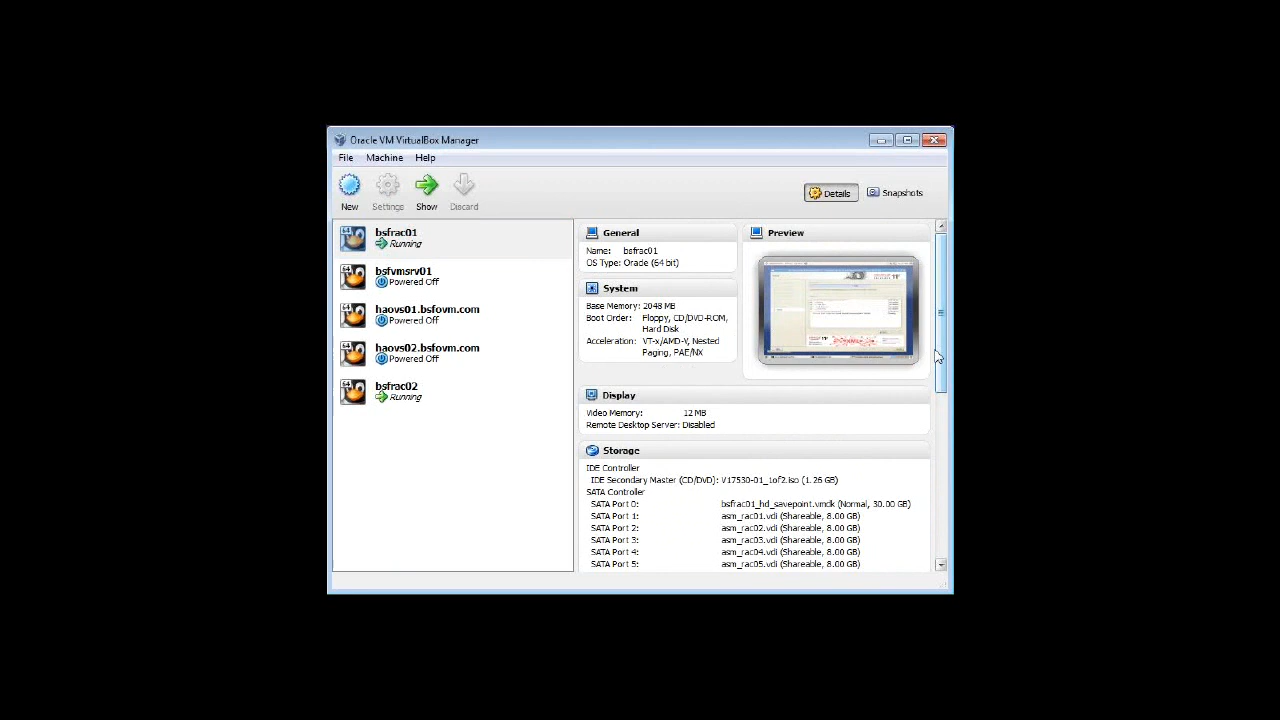 Oracle VM VirtualBox Manager
File Machine Help
New Settings Show Discard
Details Snapshots
bsfrac01
Running
bsfvmsrv01
Powered Off
haovs01.bsfovm.com
Powered Off
haovs02.bsfovm.com
Powered Off
bsfrac02
Running
General
Name: bsfrac01
OS Type: Oracle (64 bit)
System
Base Memory: 2048 MB
Boot Order: Floppy, CD/DVD-ROM,
Hard Disk
Acceleration: VT-x/AMD-V, Nested
Paging, PAE/NX
Preview
Display
Video Memory: 12 MB
Remote Desktop Server: Disabled
Storage
IDE Controller
IDE Secondary Master (CD/DVD): V17530-01_1of2.iso (1.26 GB)
SATA Controller
SATA Port 0: bsfrac01_hd_savepoint.vmdk (Normal, 30.00 GB)
SATA Port 1: asm_rac01.vdi (Shareable, 8.00 GB)
SATA Port 2: asm_rac02.vdi (Shareable, 8.00 GB)
SATA Port 3: asm_rac03.vdi (Shareable, 8.00 GB)
SATA Port 4: asm_rac04.vdi (Shareable, 8.00 GB)
SATA Port 5: asm_rac05.vdi (Shareable, 8.00 GB)